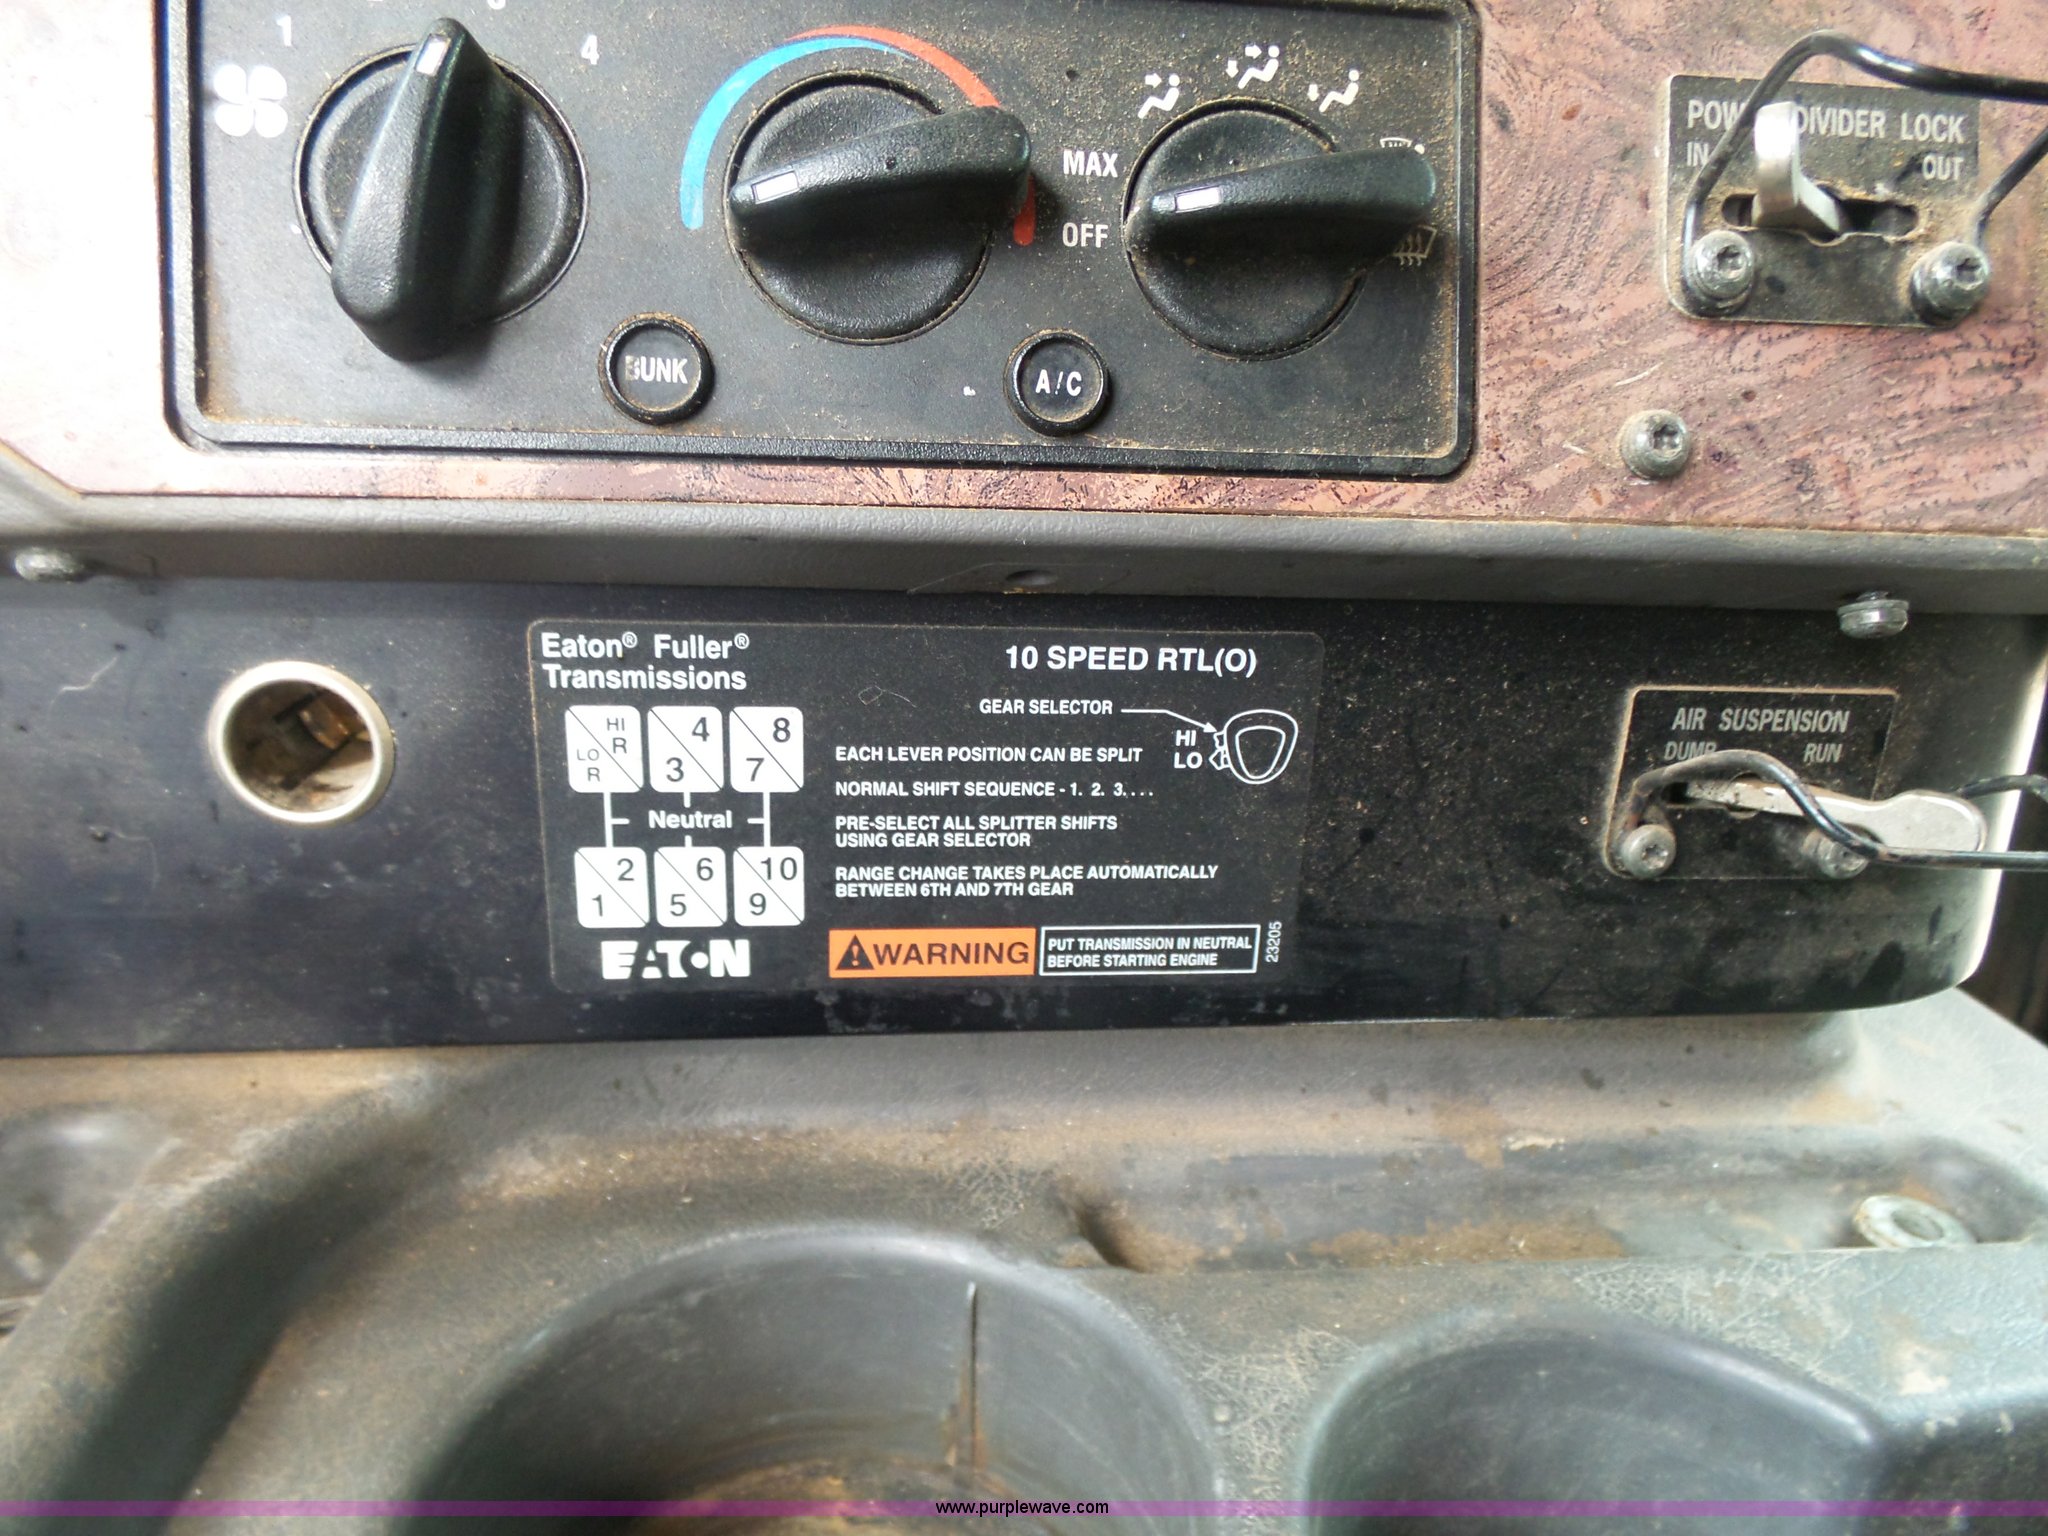 1
4
MAX
OFF
BUNK
A/C
DIVIDER LOCK
IN
OUT
Eaton® Fuller®
Transmissions
10 SPEED RTL(O)
GEAR SELECTOR
HI
LO
HI
R
LO
R
4
3
8
7
Neutral
2
1
6
5
10
9
EACH LEVER POSITION CAN BE SPLIT
NORMAL SHIFT SEQUENCE - 1. 2. 3. . . .
PRE-SELECT ALL SPLITTER SHIFTS
USING GEAR SELECTOR
RANGE CHANGE TAKES PLACE AUTOMATICALLY
BETWEEN 6TH AND 7TH GEAR
EATON
WARNING
PUT TRANSMISSION IN NEUTRAL
BEFORE STARTING ENGINE
23205
AIR SUSPENSION
DUMP
RUN
www.purplewave.com